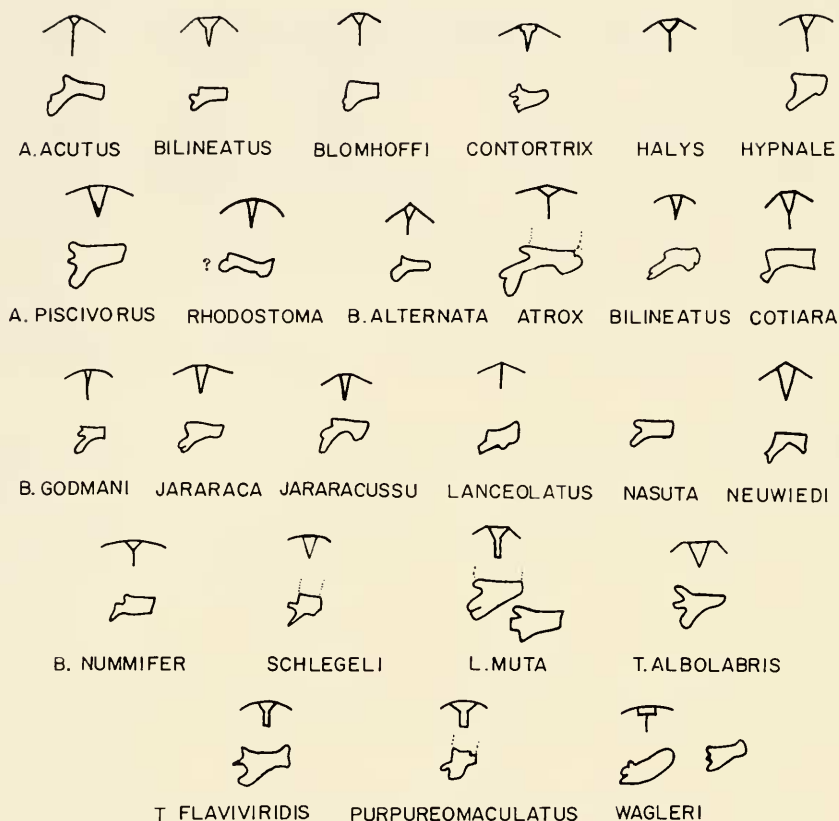 A. ACUTUS BILINEATUS BLOMHOFFI CONTORTRIX HALYS HYPNALE
?
A. PISCIVORUS RHODOSTOMA B. ALTERNATA ATROX BILINEATUS COTIARA
B. GODMANI JARARACA JARARACUSSU LANCEOLATUS NASUTA NEUWIEDI
B. NUMMIFER SCHLEGELI L. MUTA T. ALBOLABRIS
T FLAVIVIRIDIS PURPUREOMACULATUS WAGLERI